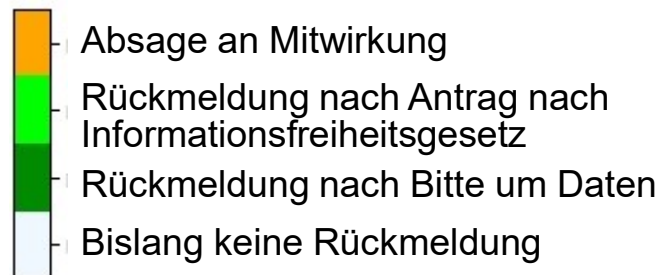 Absage an Mitwirkung
Rückmeldung nach Antrag nach
Informationsfreiheitsgesetz
Rückmeldung nach Bitte um Daten
Bislang keine Rückmeldung